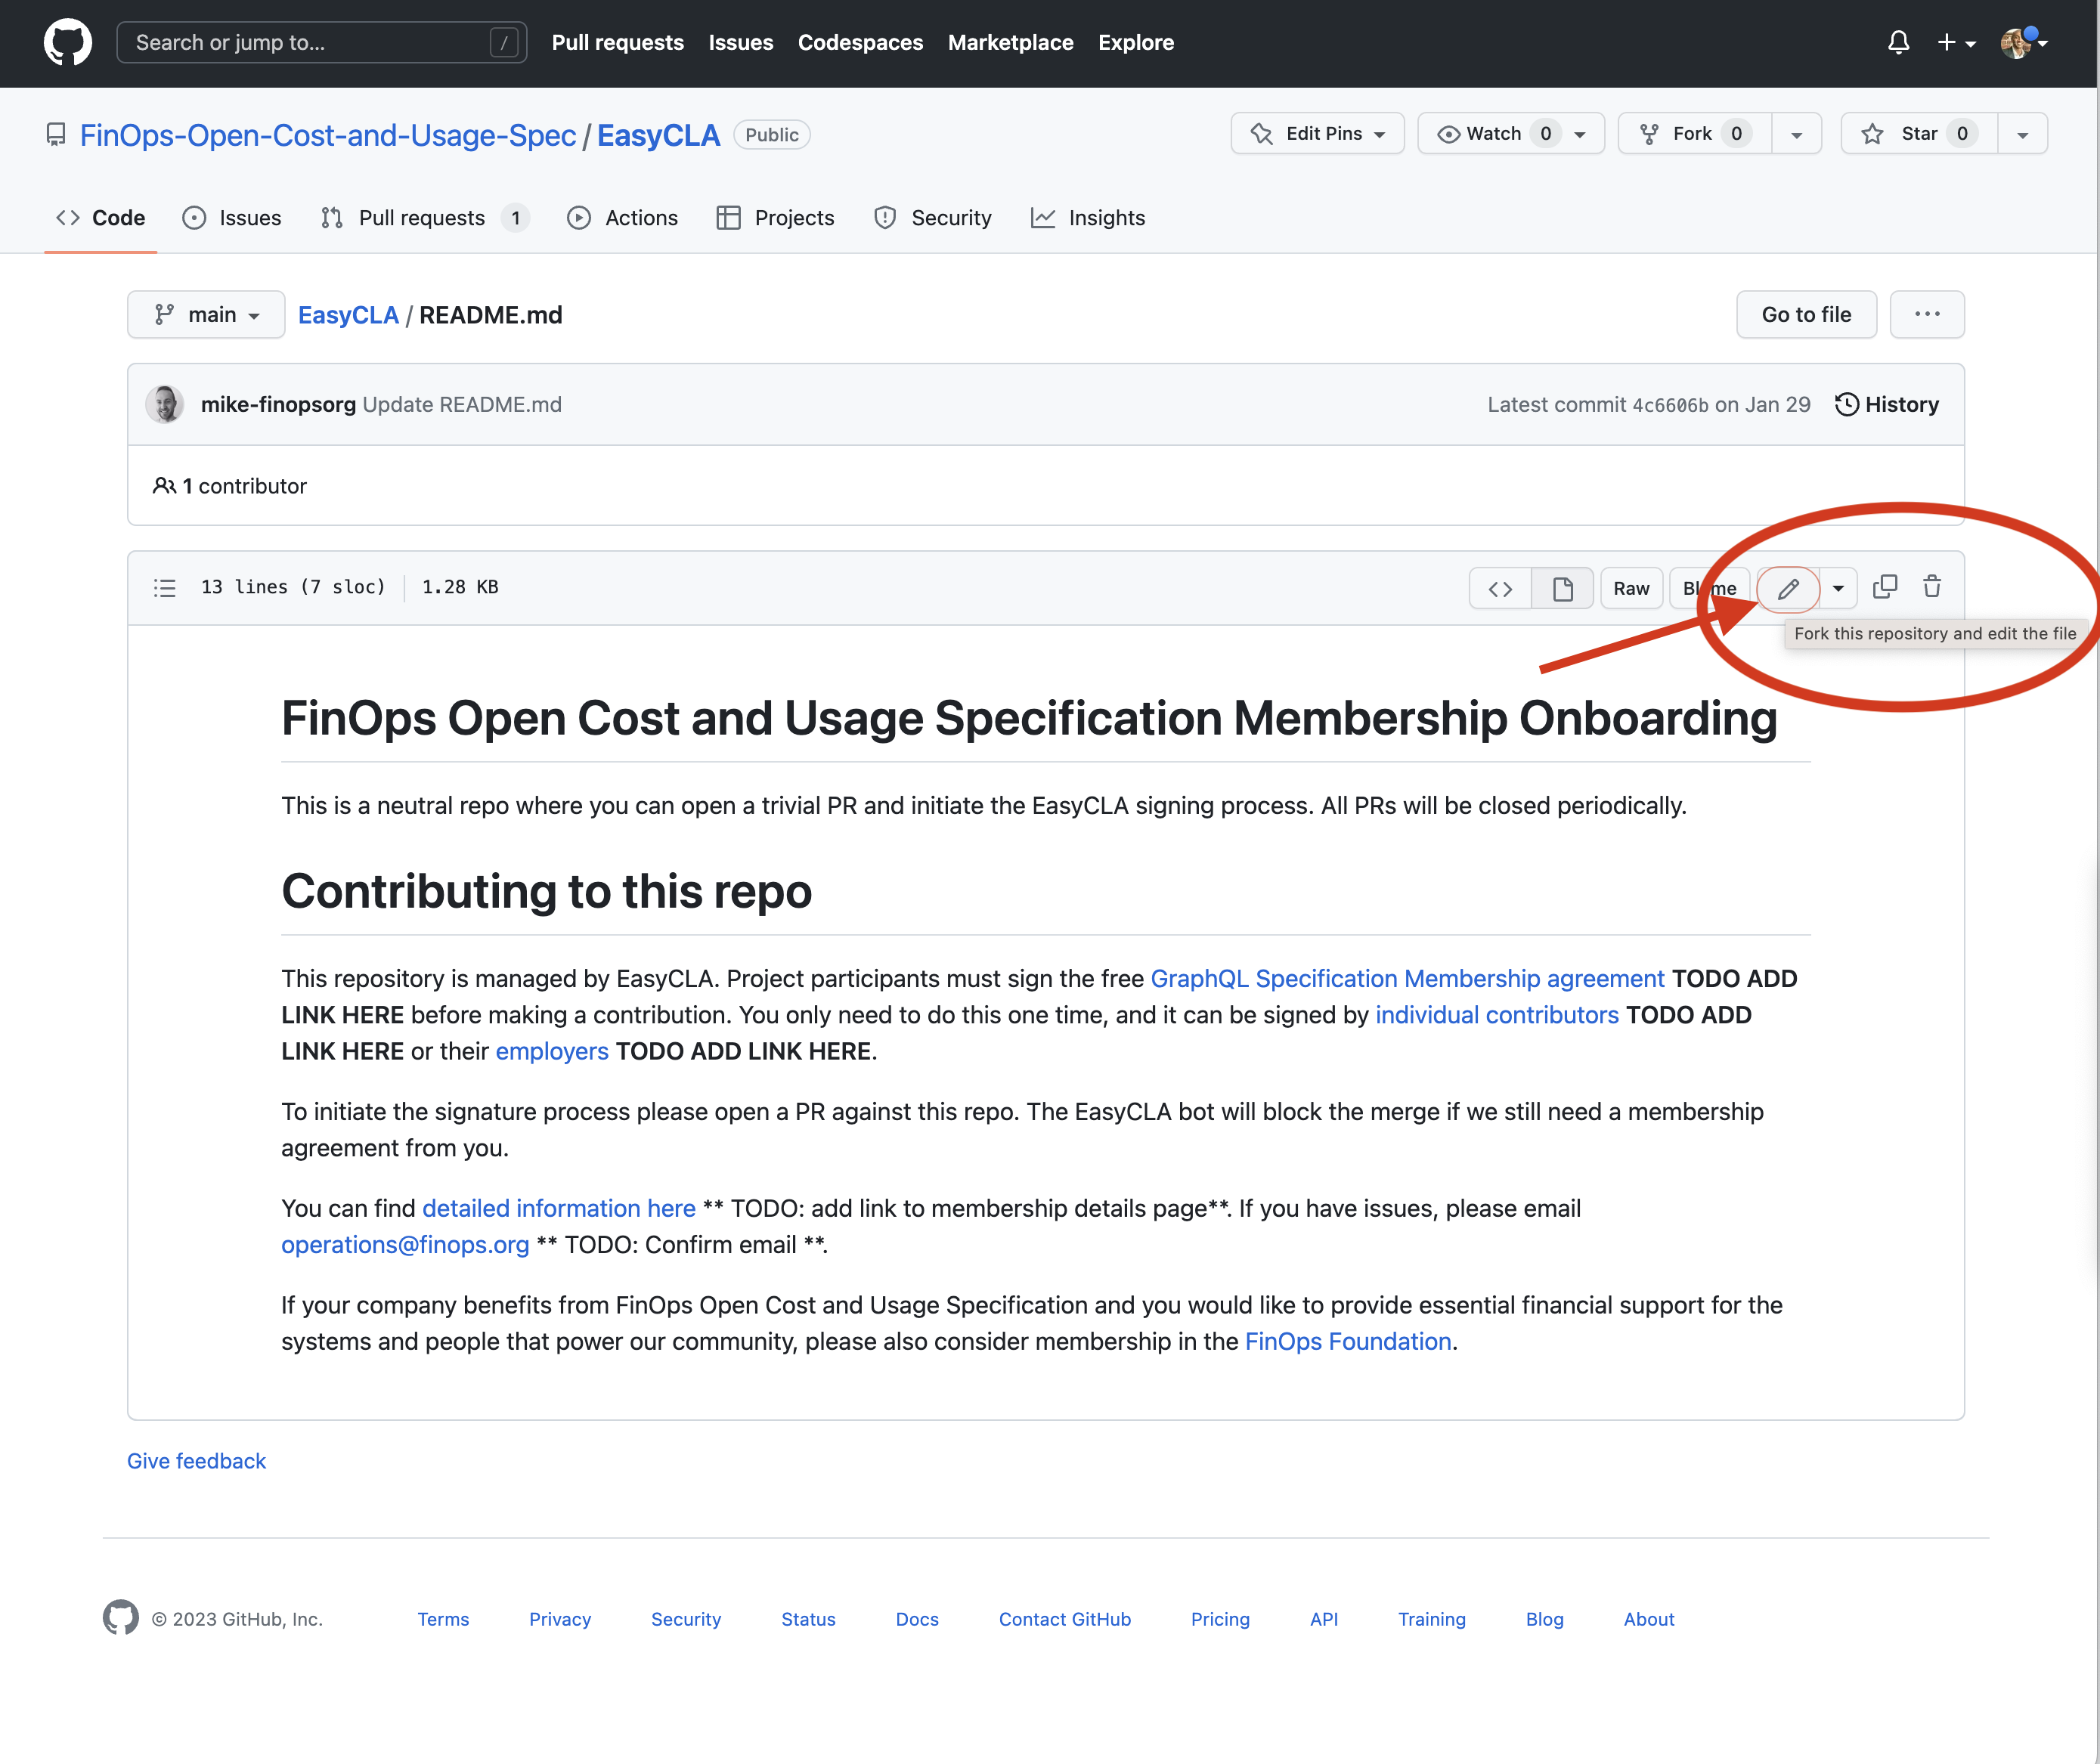 Search or jump to... /
Pull requests Issues Codespaces Marketplace Explore
FinOps-Open-Cost-and-Usage-Spec / EasyCLA Public
Edit Pins Watch 0 Fork 0 Star 0
Code Issues Pull requests 1 Actions Projects Security Insights
main EasyCLA / README.md Go to file ...
mike-finopsorg Update README.md Latest commit 4c6606b on Jan 29 History
1 contributor
13 lines (7 sloc) 1.28 KB Raw Blame
Fork this repository and edit the file
FinOps Open Cost and Usage Specification Membership Onboarding
This is a neutral repo where you can open a trivial PR and initiate the EasyCLA signing process. All PRs will be closed periodically.
Contributing to this repo
This repository is managed by EasyCLA. Project participants must sign the free GraphQL Specification Membership agreement TODO ADD
LINK HERE before making a contribution. You only need to do this one time, and it can be signed by individual contributors TODO ADD
LINK HERE or their employers TODO ADD LINK HERE.
To initiate the signature process please open a PR against this repo. The EasyCLA bot will block the merge if we still need a membership
agreement from you.
You can find detailed information here ** TODO: add link to membership details page**. If you have issues, please email
operations@finops.org ** TODO: Confirm email **.
If your company benefits from FinOps Open Cost and Usage Specification and you would like to provide essential financial support for the
systems and people that power our community, please also consider membership in the FinOps Foundation.
Give feedback
© 2023 GitHub, Inc. Terms Privacy Security Status Docs Contact GitHub Pricing API Training Blog About